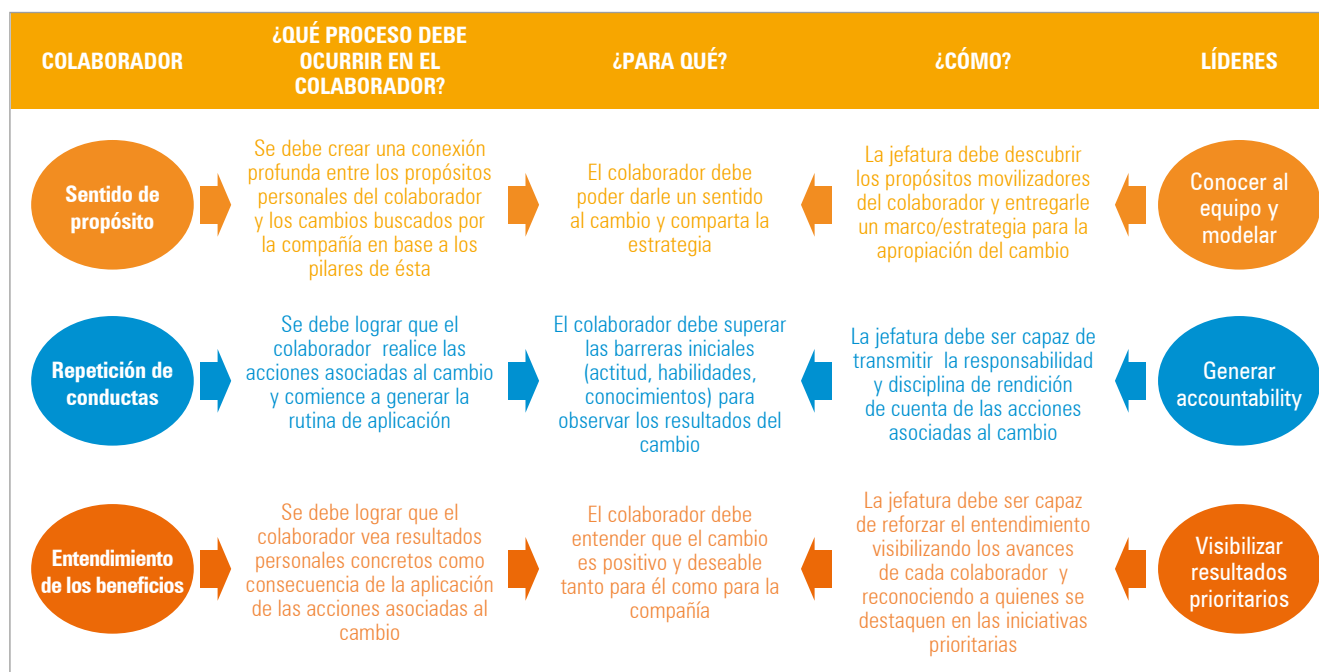 COLABORADOR
¿QUÉ PROCESO DEBE
OCURRIR EN EL
COLABORADOR?
¿PARA QUÉ?
¿CÓMO?
LÍDERES
Sentido de
propósito
Se debe crear una conexión
profunda entre los propósitos
personales del colaborador
y los cambios buscados por
la compañía en base a los
pilares de ésta
El colaborador debe
poder darle un sentido
al cambio y comparta la
estrategia
La jefatura debe descubrir
los propósitos movilizadores
del colaborador y entregarle
un marco/estrategia para la
apropiación del cambio
Conocer al
equipo y
modelar
Repetición de
conductas
Se debe lograr que el
colaborador realice las
acciones asociadas al cambio
y comience a generar la
rutina de aplicación
El colaborador debe superar
las barreras iniciales
(actitud, habilidades,
conocimientos) para
observar los resultados del
cambio
La jefatura debe ser capaz de
transmitir la responsabilidad
y disciplina de rendición
de cuenta de las acciones
asociadas al cambio
Generar
accountability
Entendimiento
de los beneficios
Se debe lograr que el
colaborador vea resultados
personales concretos como
consecuencia de la aplicación
de las acciones asociadas al
cambio
El colaborador debe
entender que el cambio
es positivo y deseable
tanto para él como para la
compañía
La jefatura debe ser capaz
de reforzar el entendimiento
visibilizando los avances
de cada colaborador y
reconociendo a quienes se
destaquen en las iniciativas
prioritarias
Visibilizar
resultados
prioritarios